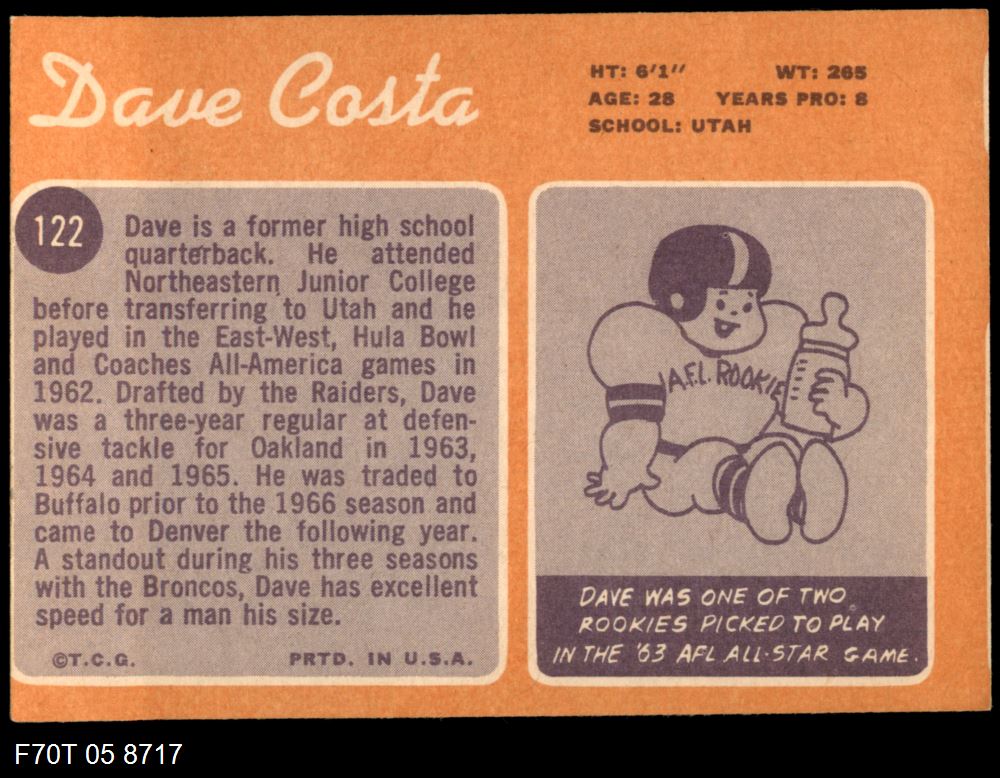 Dave Costa
HT: 6'1'' WT: 265
AGE: 28 YEARS PRO: 8
SCHOOL: UTAH
122
Dave is a former high school
quarterback. He attended
Northeastern Junior College
before transferring to Utah and he
played in the East-West, Hula Bowl
and Coaches All-America games in
1962. Drafted by the Raiders, Dave
was a three-year regular at defen-
sive tackle for Oakland in 1963,
1964 and 1965. He was traded to
Buffalo prior to the 1966 season and
came to Denver the following year.
A standout during his three seasons
with the Broncos, Dave has excellent
speed for a man his size.
©T.C.G. PRTD. IN U.S.A.
A.F.L. ROOKIE
DAVE WAS ONE OF TWO
ROOKIES PICKED TO PLAY
IN THE '63 AFL ALL-STAR GAME.
F70T 05 8717